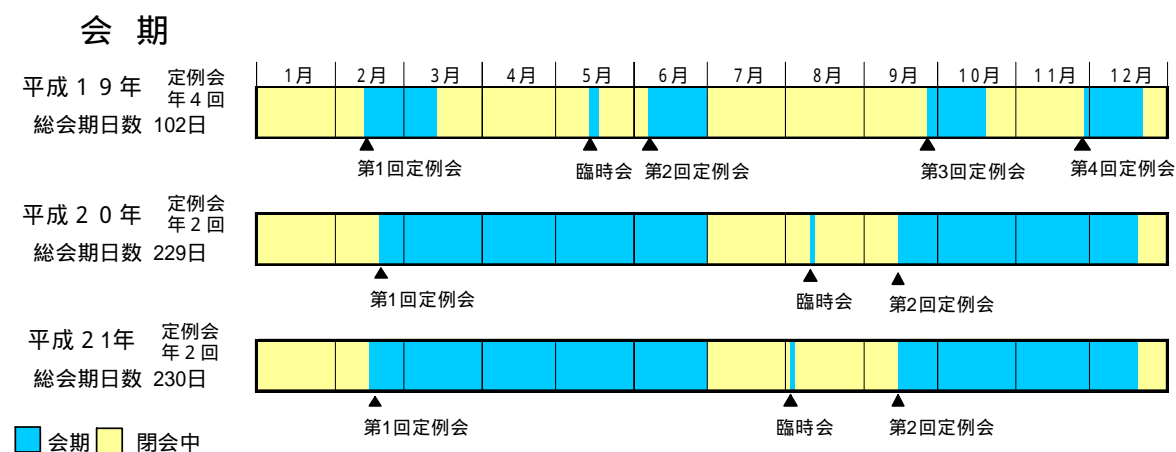 会 期
1月 2月 3月 4月 5月 6月 7月 8月 9月 10月 11月 12月
平成19年 定例会
年4回
総会期日数 102日
第1回定例会 臨時会 第2回定例会 第3回定例会 第4回定例会
平成20年 定例会
年2回
総会期日数 229日
第1回定例会 臨時会 第2回定例会
平成21年 定例会
年2回
総会期日数 230日
第1回定例会 臨時会 第2回定例会
会期 閉会中